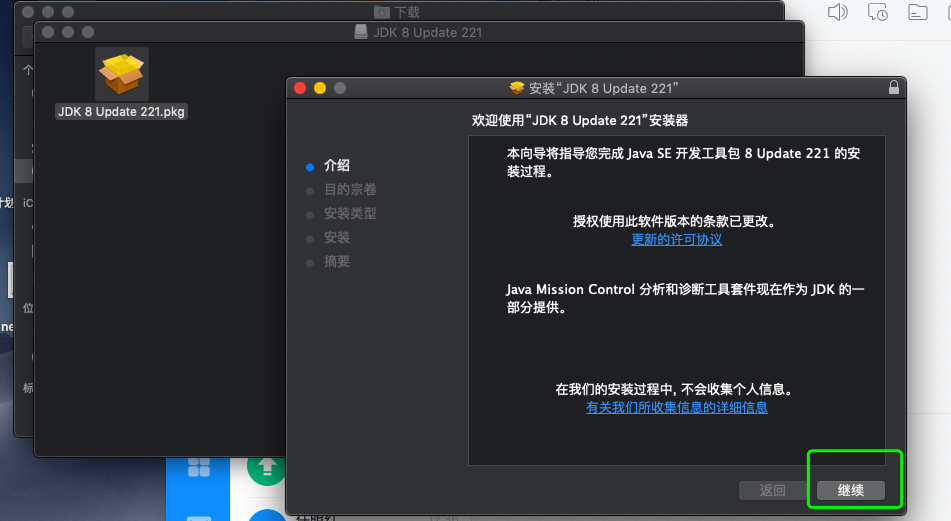 下载
JDK 8 Update 221
JDK 8 Update 221.pkg
安装“JDK 8 Update 221”
欢迎使用“JDK 8 Update 221”安装器
介绍
目的宗卷
安装类型
安装
摘要
本向导将指导您完成 Java SE 开发工具包 8 Update 221 的安
装过程。
授权使用此软件版本的条款已更改。
更新的许可协议
Java Mission Control 分析和诊断工具套件现在作为 JDK 的一
部分提供。
在我们的安装过程中, 不会收集个人信息。
有关我们所收集信息的详细信息
返回
继续
个
计划
iC
位
ne
标